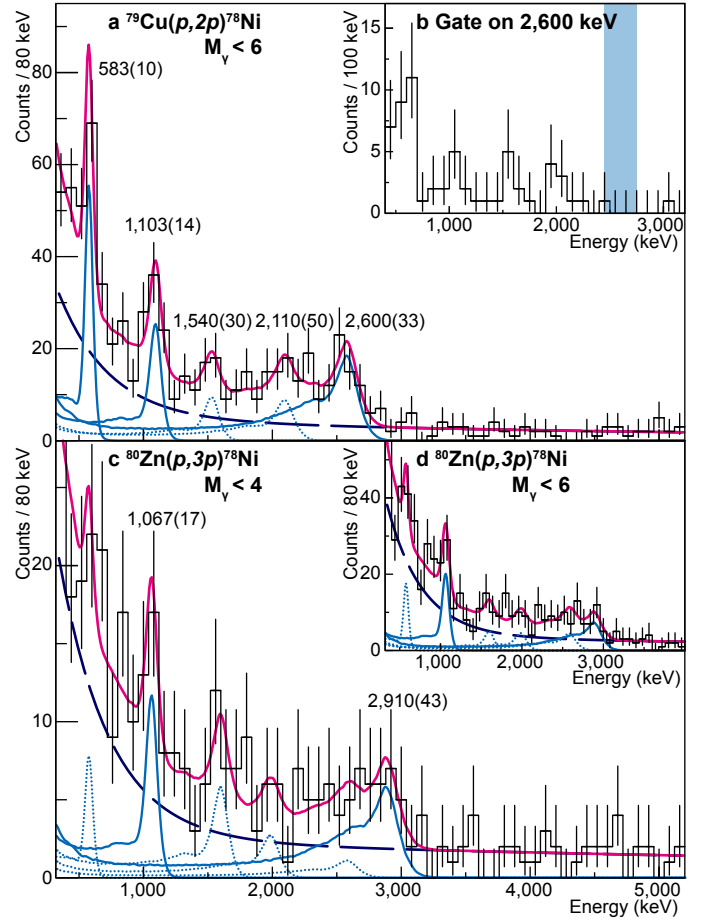 a ⁷⁹Cu(p,2p)⁷⁸Ni
Mγ < 6
Counts / 80 keV
80
60
40
20
0
583(10)
1,103(14)
1,540(30)
2,110(50)
2,600(33)
b Gate on 2,600 keV
Counts / 100 keV
15
10
5
0
1,000
2,000
3,000
Energy (keV)
c ⁸⁰Zn(p,3p)⁷⁸Ni
Mγ < 4
Counts / 80 keV
20
10
0
1,067(17)
2,910(43)
d ⁸⁰Zn(p,3p)⁷⁸Ni
Mγ < 6
Counts / 80 keV
40
20
0
1,000
2,000
3,000
Energy (keV)
1,000
2,000
3,000
4,000
5,000
Energy (keV)